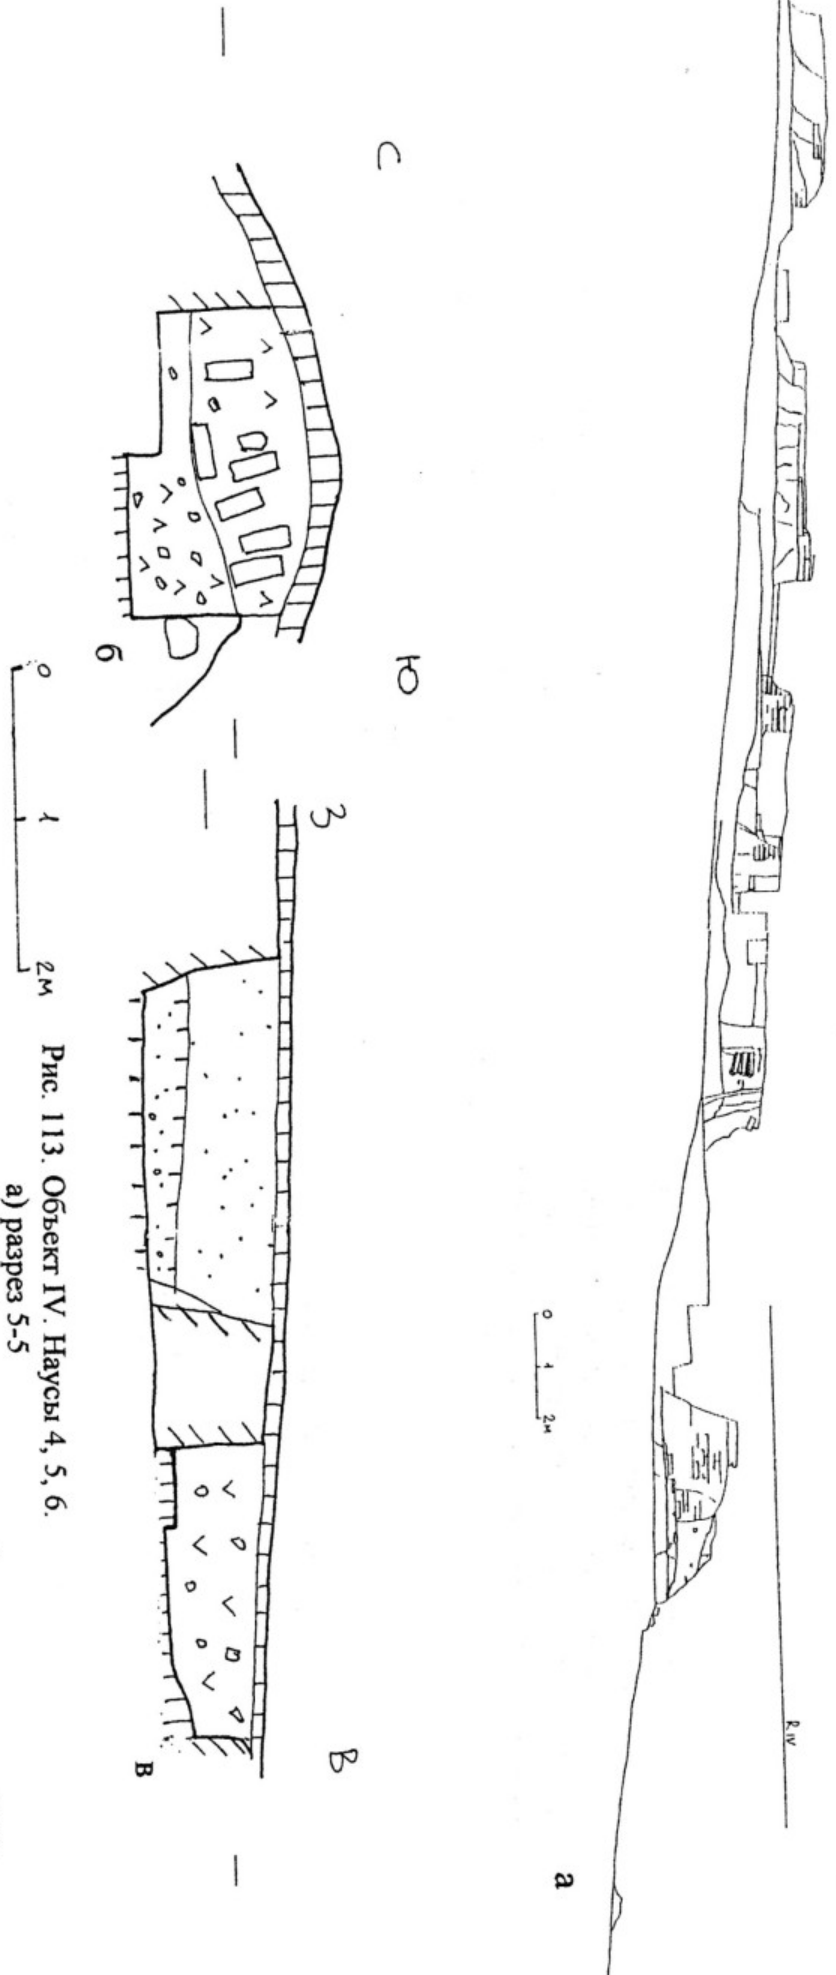 R IV
а
0 1 2м
С
Ю
б
З
В
в
0 1 2м
Рис. 113. Объект IV. Наусы 4, 5, 6.
а) разрез 5-5